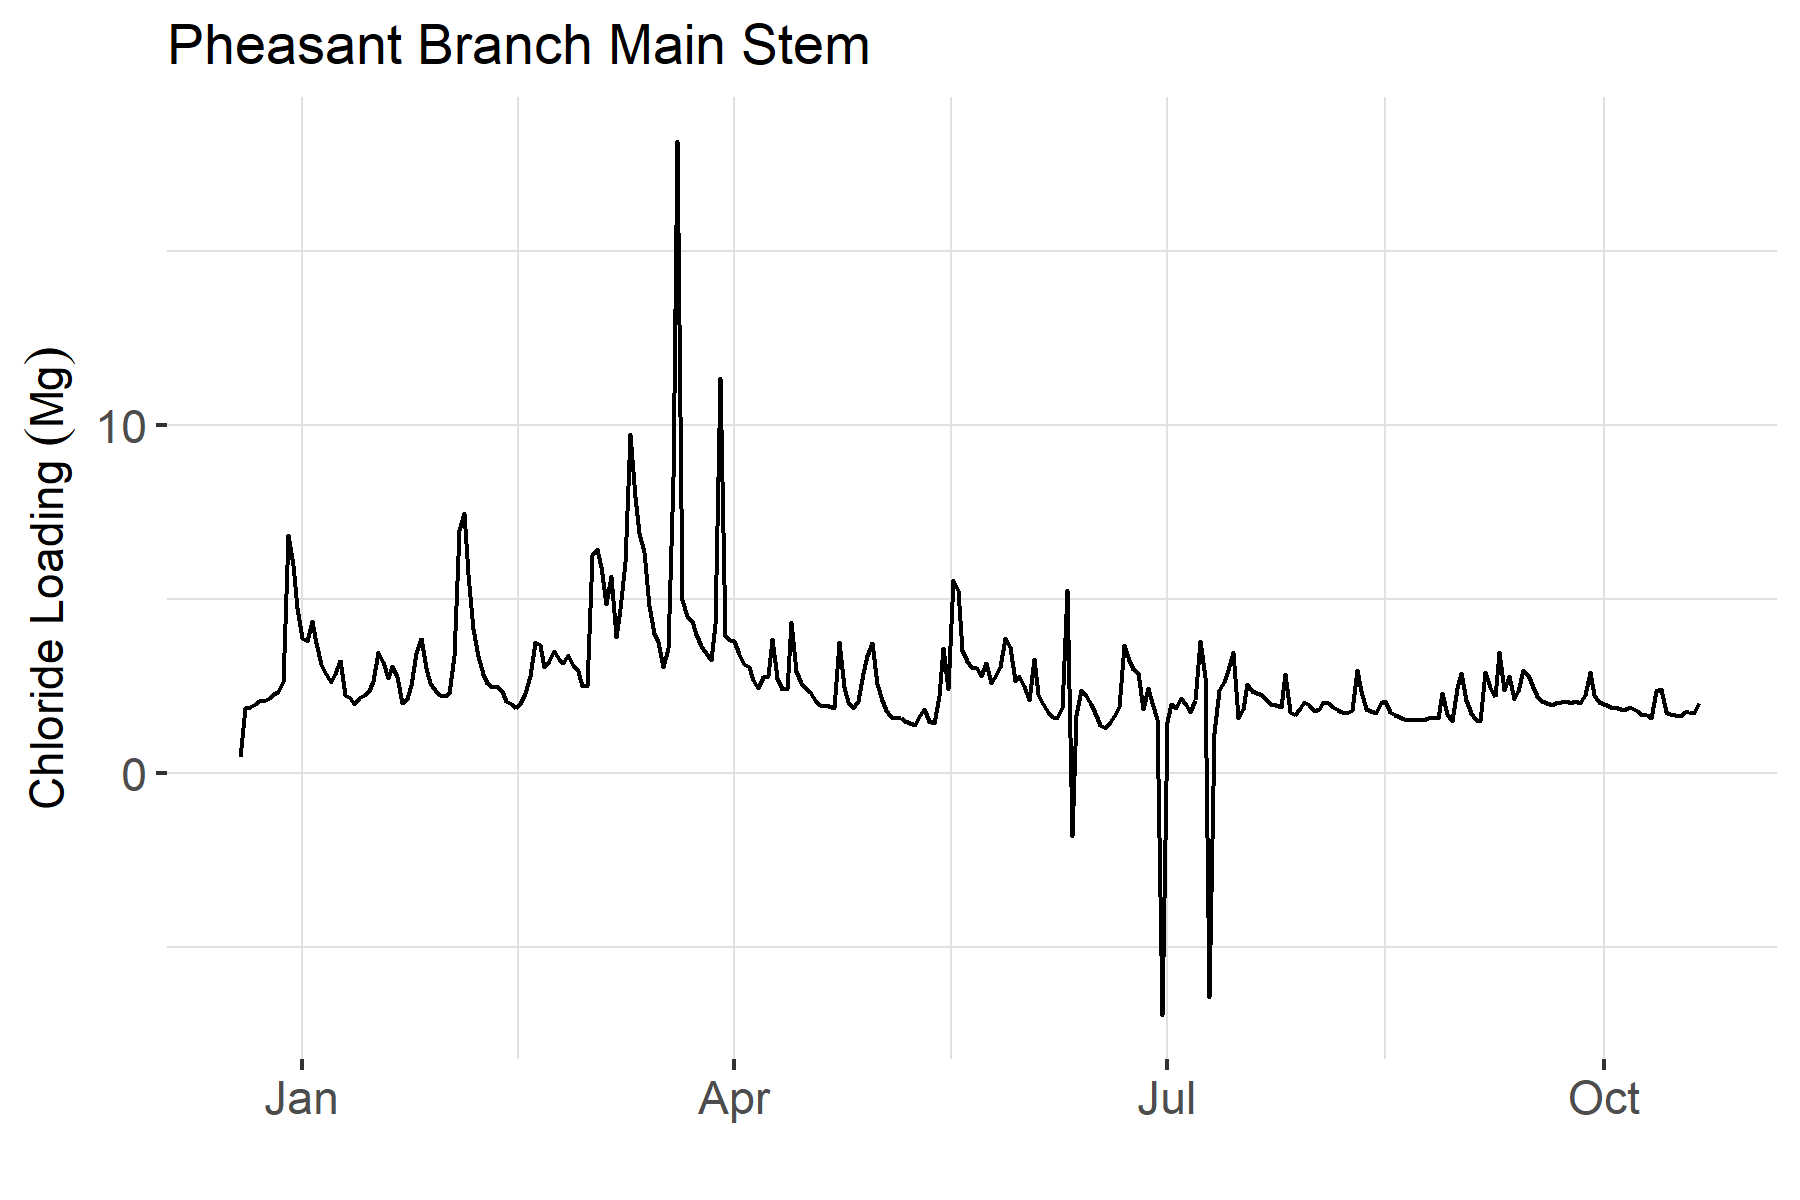 Pheasant Branch Main Stem
Chloride Loading (Mg)
10
0
Jan Apr Jul Oct